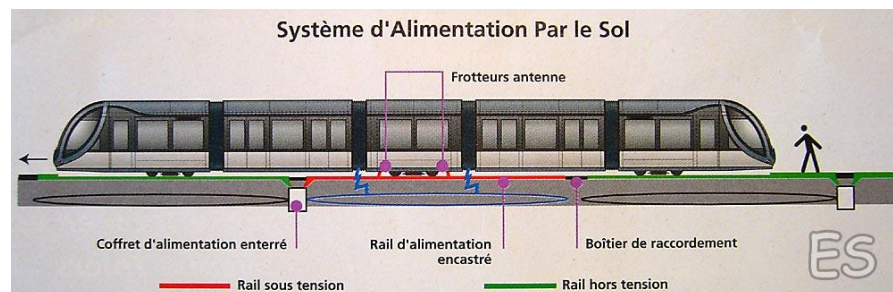 Système d'Alimentation Par le Sol
Frotteurs antenne
Coffret d'alimentation enterré
Rail d'alimentation
encastré
Boîtier de raccordement
Rail sous tension
Rail hors tension
ES